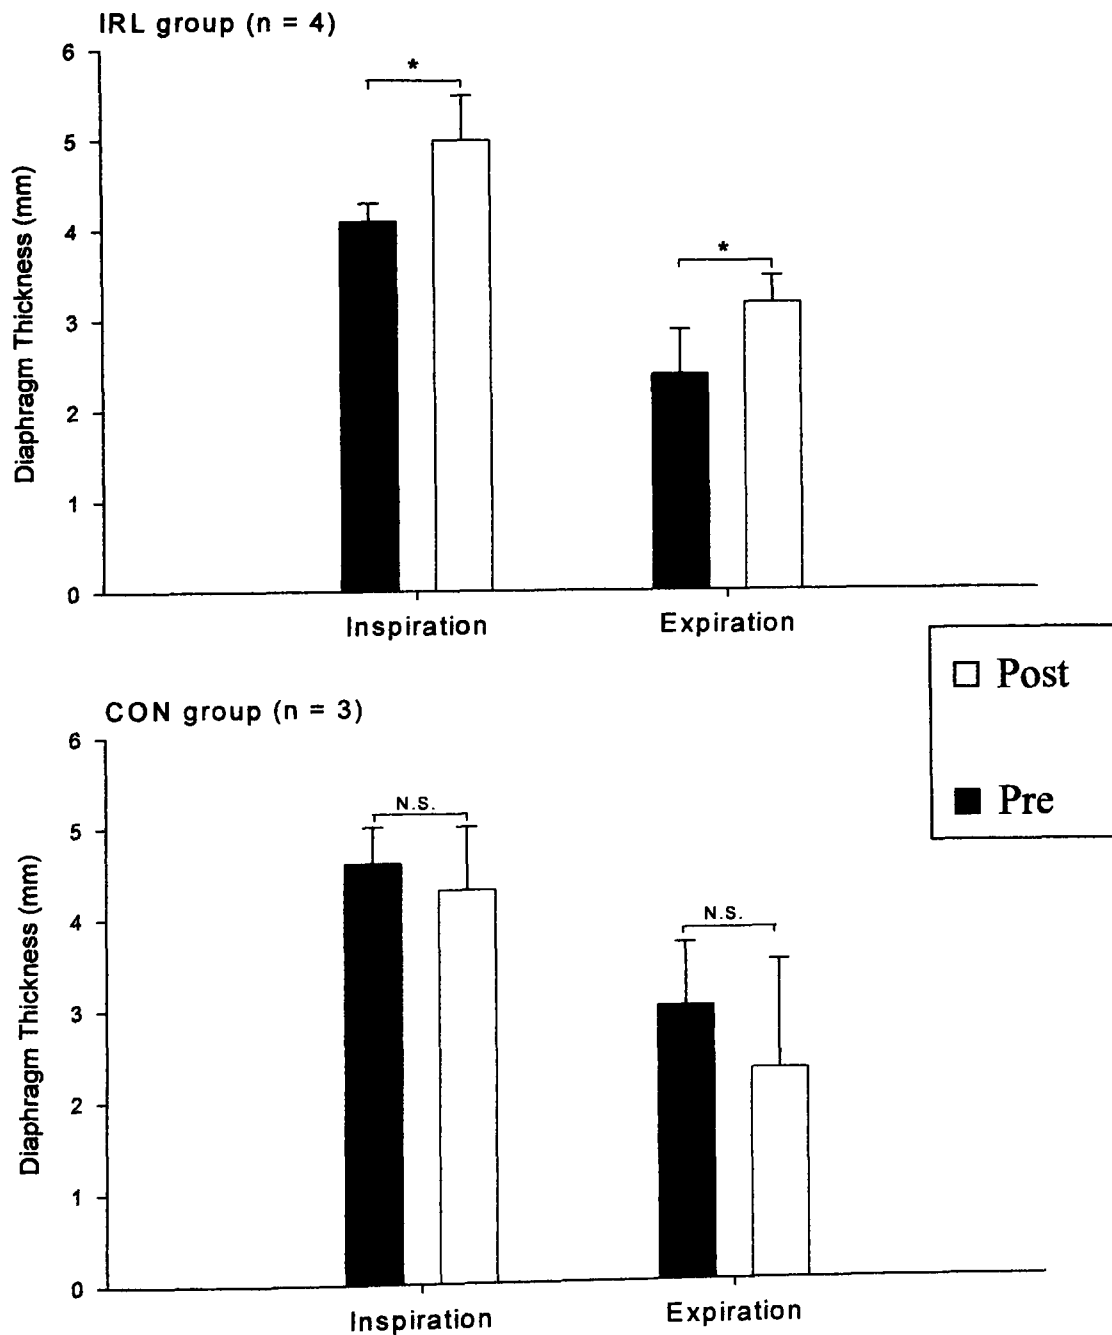 IRL group (n = 4)
6
5
4
3
2
1
0
Diaphragm Thickness (mm)
*
*
Inspiration
Expiration
Post
Pre
CON group (n = 3)
6
5
4
3
2
1
0
Diaphragm Thickness (mm)
N.S.
N.S.
Inspiration
Expiration